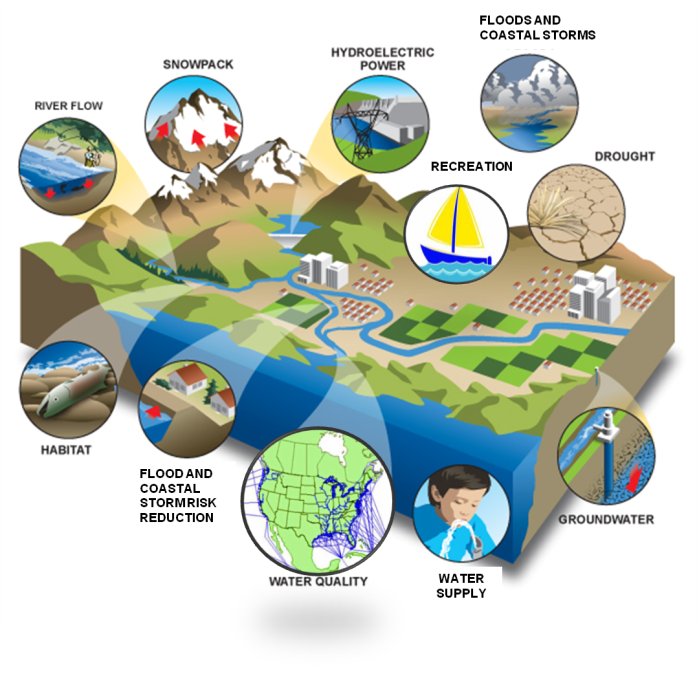 FLOODS AND
COASTAL STORMS
HYDROELECTRIC
POWER
SNOWPACK
RIVER FLOW
DROUGHT
RECREATION
HABITAT
FLOOD AND
COASTAL
STORMRISK
REDUCTION
GROUNDWATER
WATER QUALITY
WATER
SUPPLY